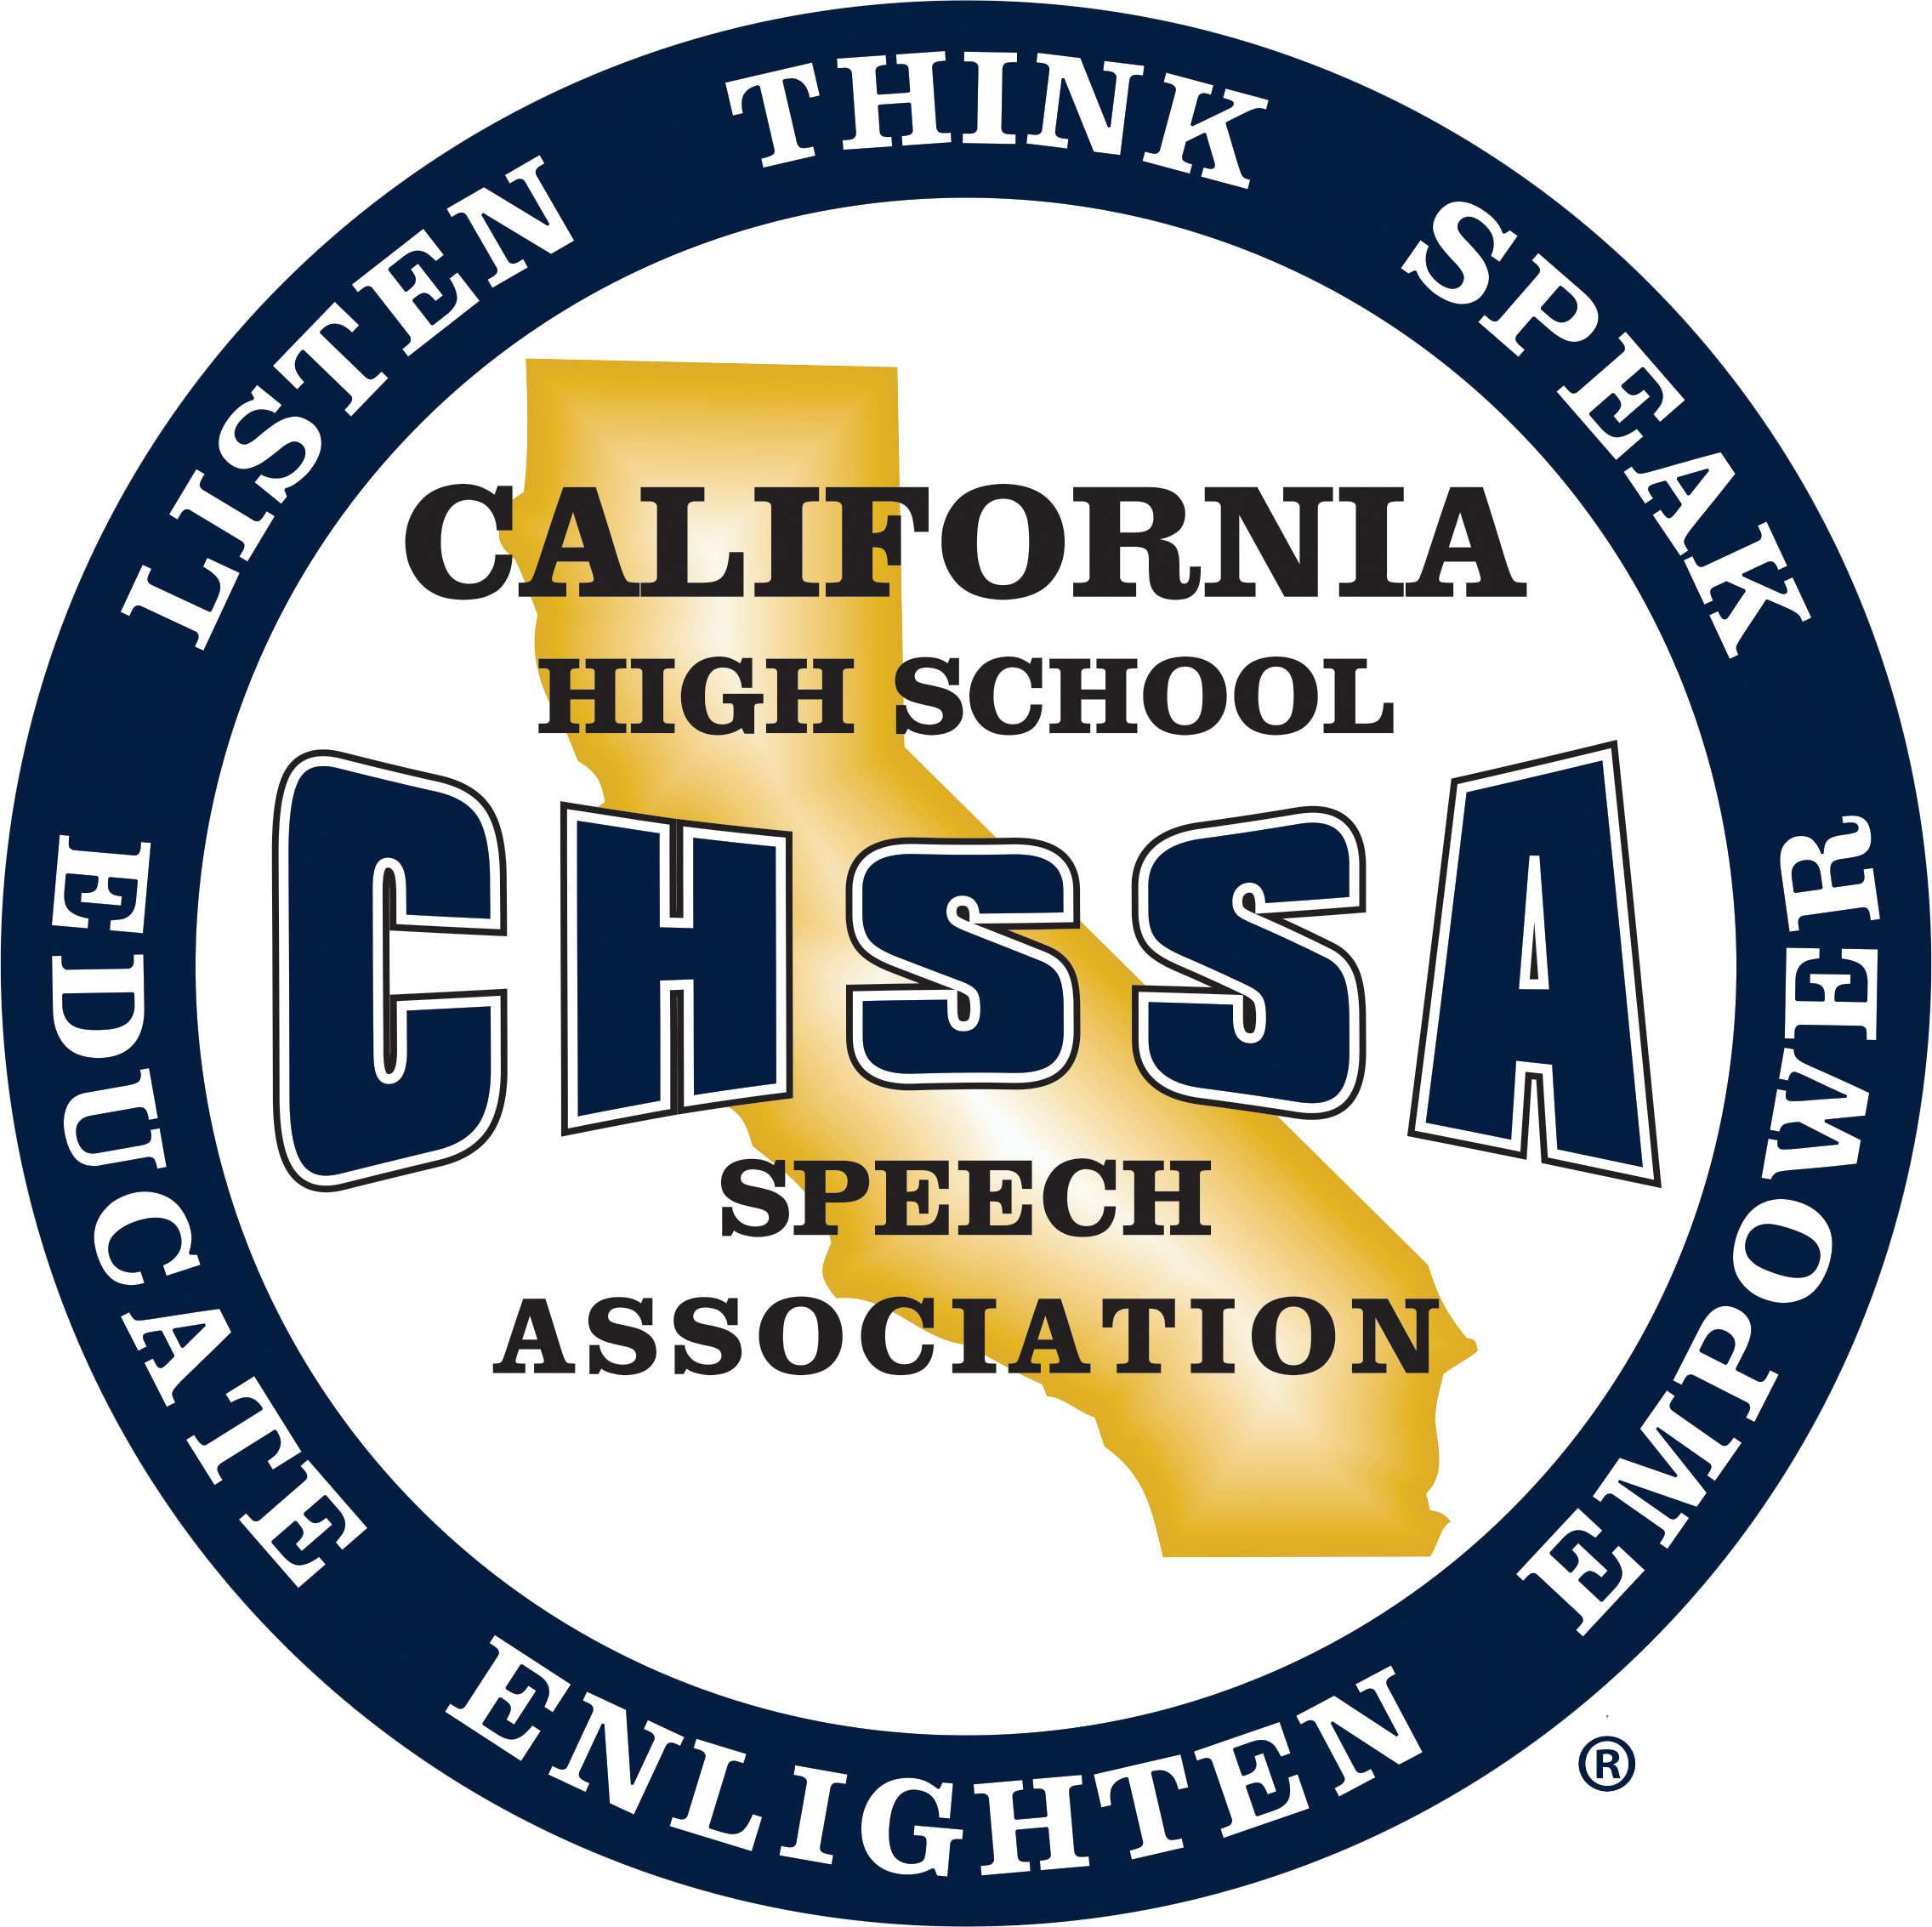 LISTEN THINK SPEAK
CALIFORNIA
HIGH SCHOOL
CHSSA
SPEECH
ASSOCIATION
EDUCATE ENLIGHTEN EMPOWER
®